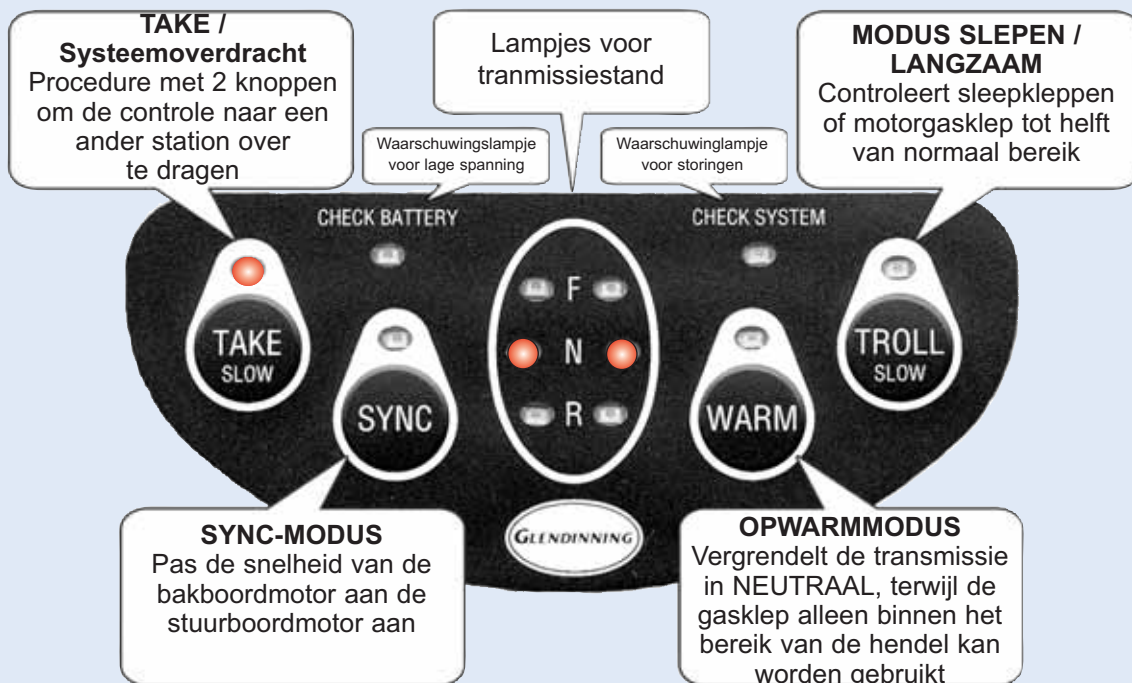 TAKE /
Systeemoverdracht
Procedure met 2 knoppen
om de controle naar een
ander station over
te dragen
Lampjes voor
tranmissiestand
MODUS SLEPEN /
LANGZAAM
Controleert sleepkleppen
of motorgasklep tot helft
van normaal bereik
Waarschuwingslampje
voor lage spanning
Waarschuwinglampje
voor storingen
CHECK BATTERY
CHECK SYSTEM
F
N
R
TAKE
SLOW
SYNC
WARM
TROLL
SLOW
GLENDINNING
SYNC-MODUS
Pas de snelheid van de
bakboordmotor aan de
stuurboordmotor aan
OPWARMMODUS
Vergrendelt de transmissie
in NEUTRAAL, terwijl de
gasklep alleen binnen het
bereik van de hendel kan
worden gebruikt